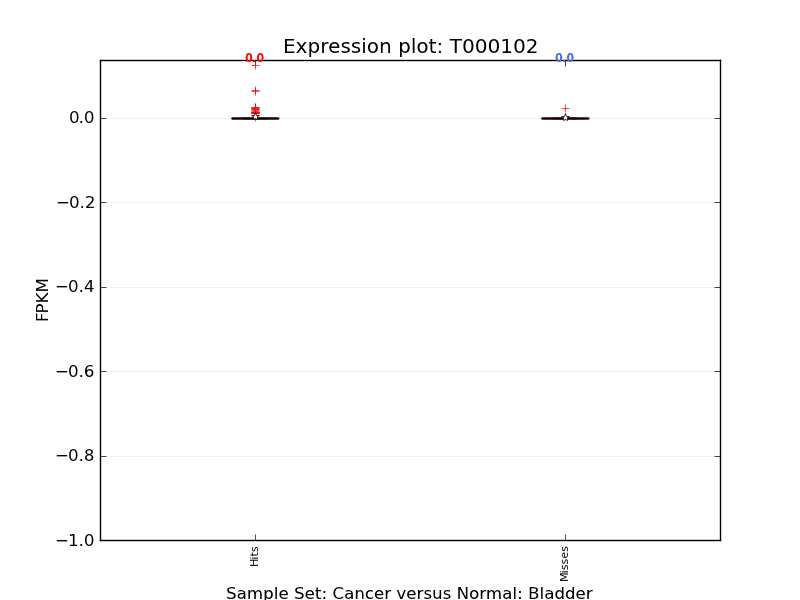 Expression plot: T000102
0.0 0.0
0.0
−0.2
−0.4
−0.6
−0.8
−1.0
FPKM
Hits Misses
Sample Set: Cancer versus Normal: Bladder